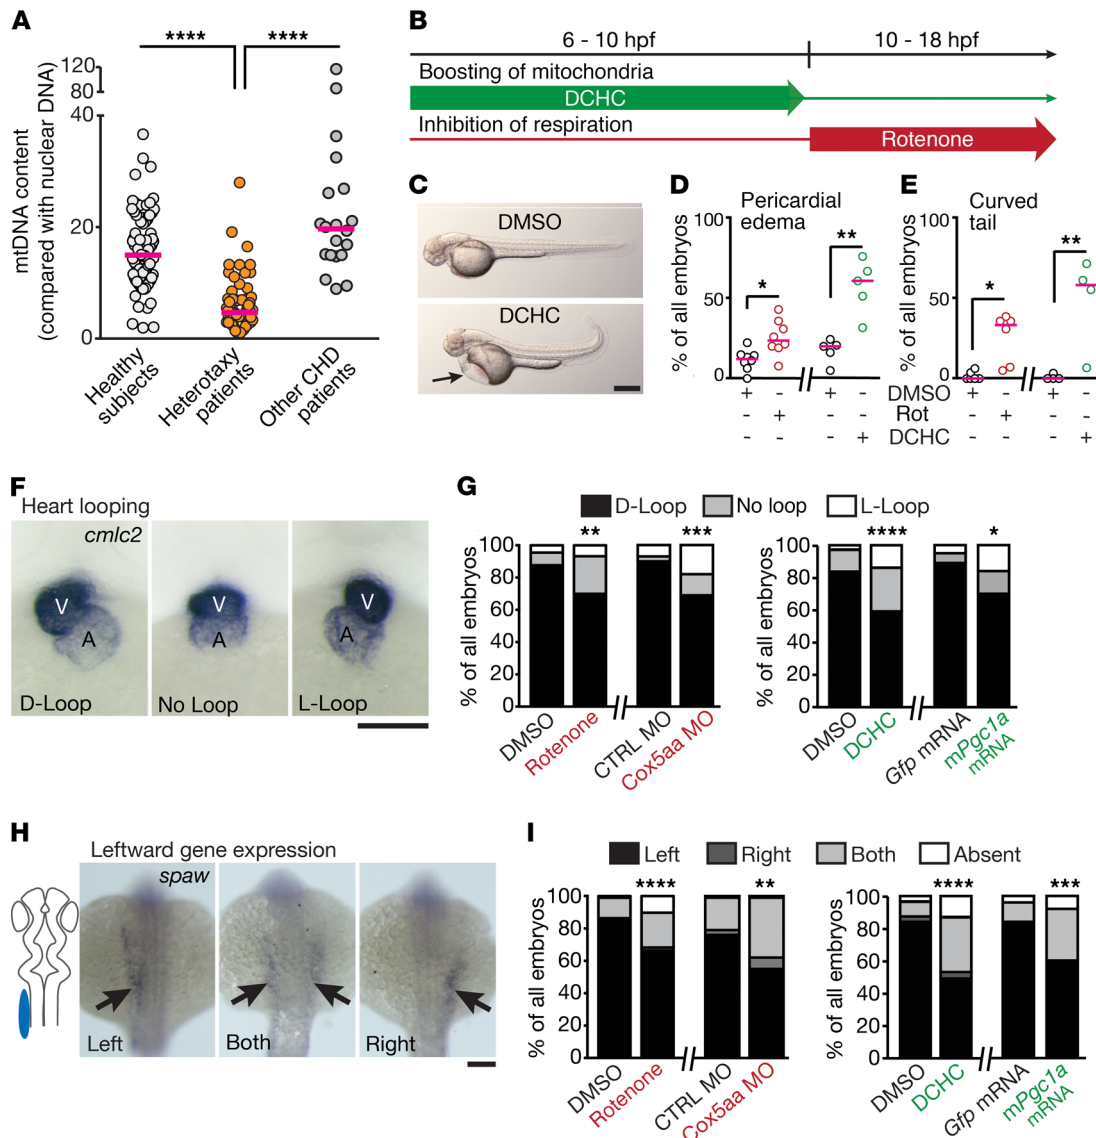 A
mtDNA content
(compared with nuclear DNA)
120
80
40
20
0
****
****
Healthy
subjects
Heterotaxy
patients
Other CHD
patients
B
6 - 10 hpf
10 - 18 hpf
Boosting of mitochondria
DCHC
Inhibition of respiration
Rotenone
C
DMSO
DCHC
D
Pericardial
edema
% of all embryos
100
50
0
*
**
+ - + -
- + - -
- - - +
DMSO
Rot
DCHC
E
Curved
tail
% of all embryos
100
50
0
*
**
+ - + -
- + - -
- - - +
F
Heart looping
cmlc2
V
A
D-Loop
V
A
No Loop
V
A
L-Loop
G
D-Loop
No loop
L-Loop
% of all embryos
100
80
60
40
20
0
**
***
DMSO
Rotenone
CTRL MO
Cox5aa MO
% of all embryos
100
80
60
40
20
0
****
*
DMSO
DCHC
Gfp mRNA
mPgc1a
mRNA
H
Leftward gene expression
spaw
Left
Both
Right
I
Left
Right
Both
Absent
% of all embryos
100
80
60
40
20
0
****
**
DMSO
Rotenone
CTRL MO
Cox5aa MO
% of all embryos
100
80
60
40
20
0
****
***
DMSO
DCHC
Gfp mRNA
mPgc1a
mRNA